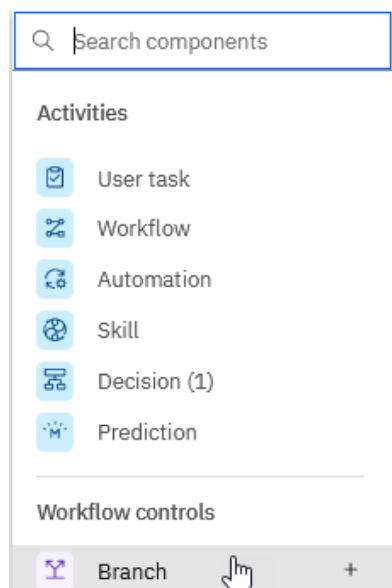 Search components
Activities
User task
Workflow
Automation
Skill
Decision (1)
Prediction
Workflow controls
Branch +